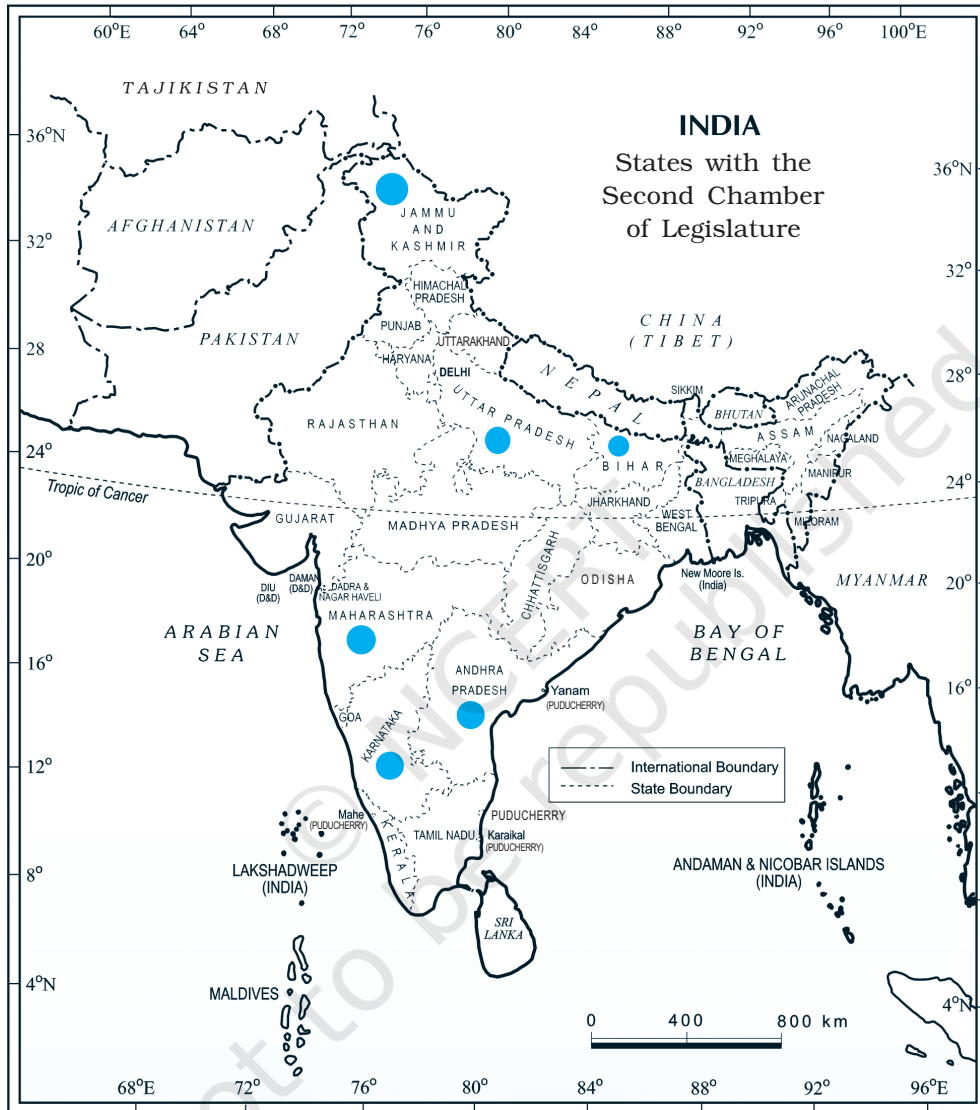 60°E 64° 68° 72° 76° 80° 84° 88° 92° 96° 100°E
TAJIKISTAN
INDIA
States with the
Second Chamber
of Legislature
36°N
36°N
AFGHANISTAN
JAMMU
AND
KASHMIR
32°
32°
HIMACHAL
PRADESH
CHINA
(TIBET)
PAKISTAN
PUNJAB
UTTARAKHAND
28
28°
HARYANA
DELHI
NEPAL
SIKKIM
ARUNACHAL
PRADESH
BHUTAN
UTTAR PRADESH
RAJASTHAN
ASSAM
NAGALAND
24°
24°
BIHAR
MEGHALAYA
MANIPUR
BANGLADESH
Tropic of Cancer
JHARKHAND
TRIPURA
GUJARAT
MADHYA PRADESH
WEST
BENGAL
MIZORAM
20°
20°
CHHATTISGARH
ODISHA
New Moore Is.
(India)
MYANMAR
DIU
(D&D)
DAMAN
(D&D)
DADRA &
NAGAR HAVELI
MAHARASHTRA
ARABIAN
SEA
BAY OF
BENGAL
16°
16°
ANDHRA
PRADESH
Yanam
(PUDUCHERRY)
GOA
KARNATAKA
12°
International Boundary
State Boundary
Mahe
(PUDUCHERRY)
PUDUCHERRY
KERALA
TAMIL NADU
Karaikal
(PUDUCHERRY)
LAKSHADWEEP
(INDIA)
ANDAMAN & NICOBAR ISLANDS
(INDIA)
8°
8°
SRI
LANKA
4°N
4°N
MALDIVES
0 400 800 km
68°E 72° 76° 80° 84° 88° 92° 96°E
© NCERT
not to be republished